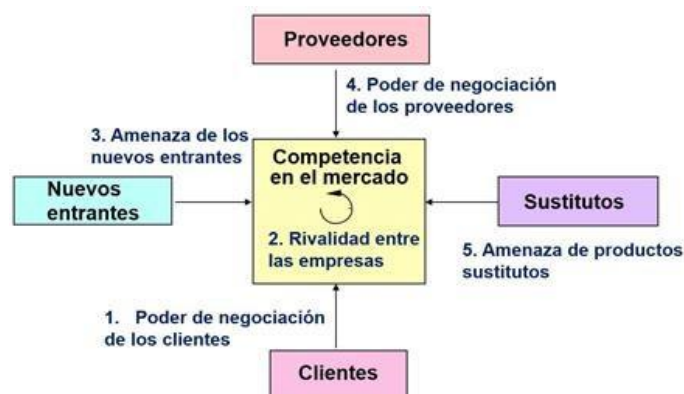 Proveedores
4. Poder de negociación
de los proveedores
3. Amenaza de los
nuevos entrantes
Competencia
en el mercado
Nuevos
entrantes
Sustitutos
2. Rivalidad entre
las empresas
5. Amenaza de productos
sustitutos
1. Poder de negociación
de los clientes
Clientes